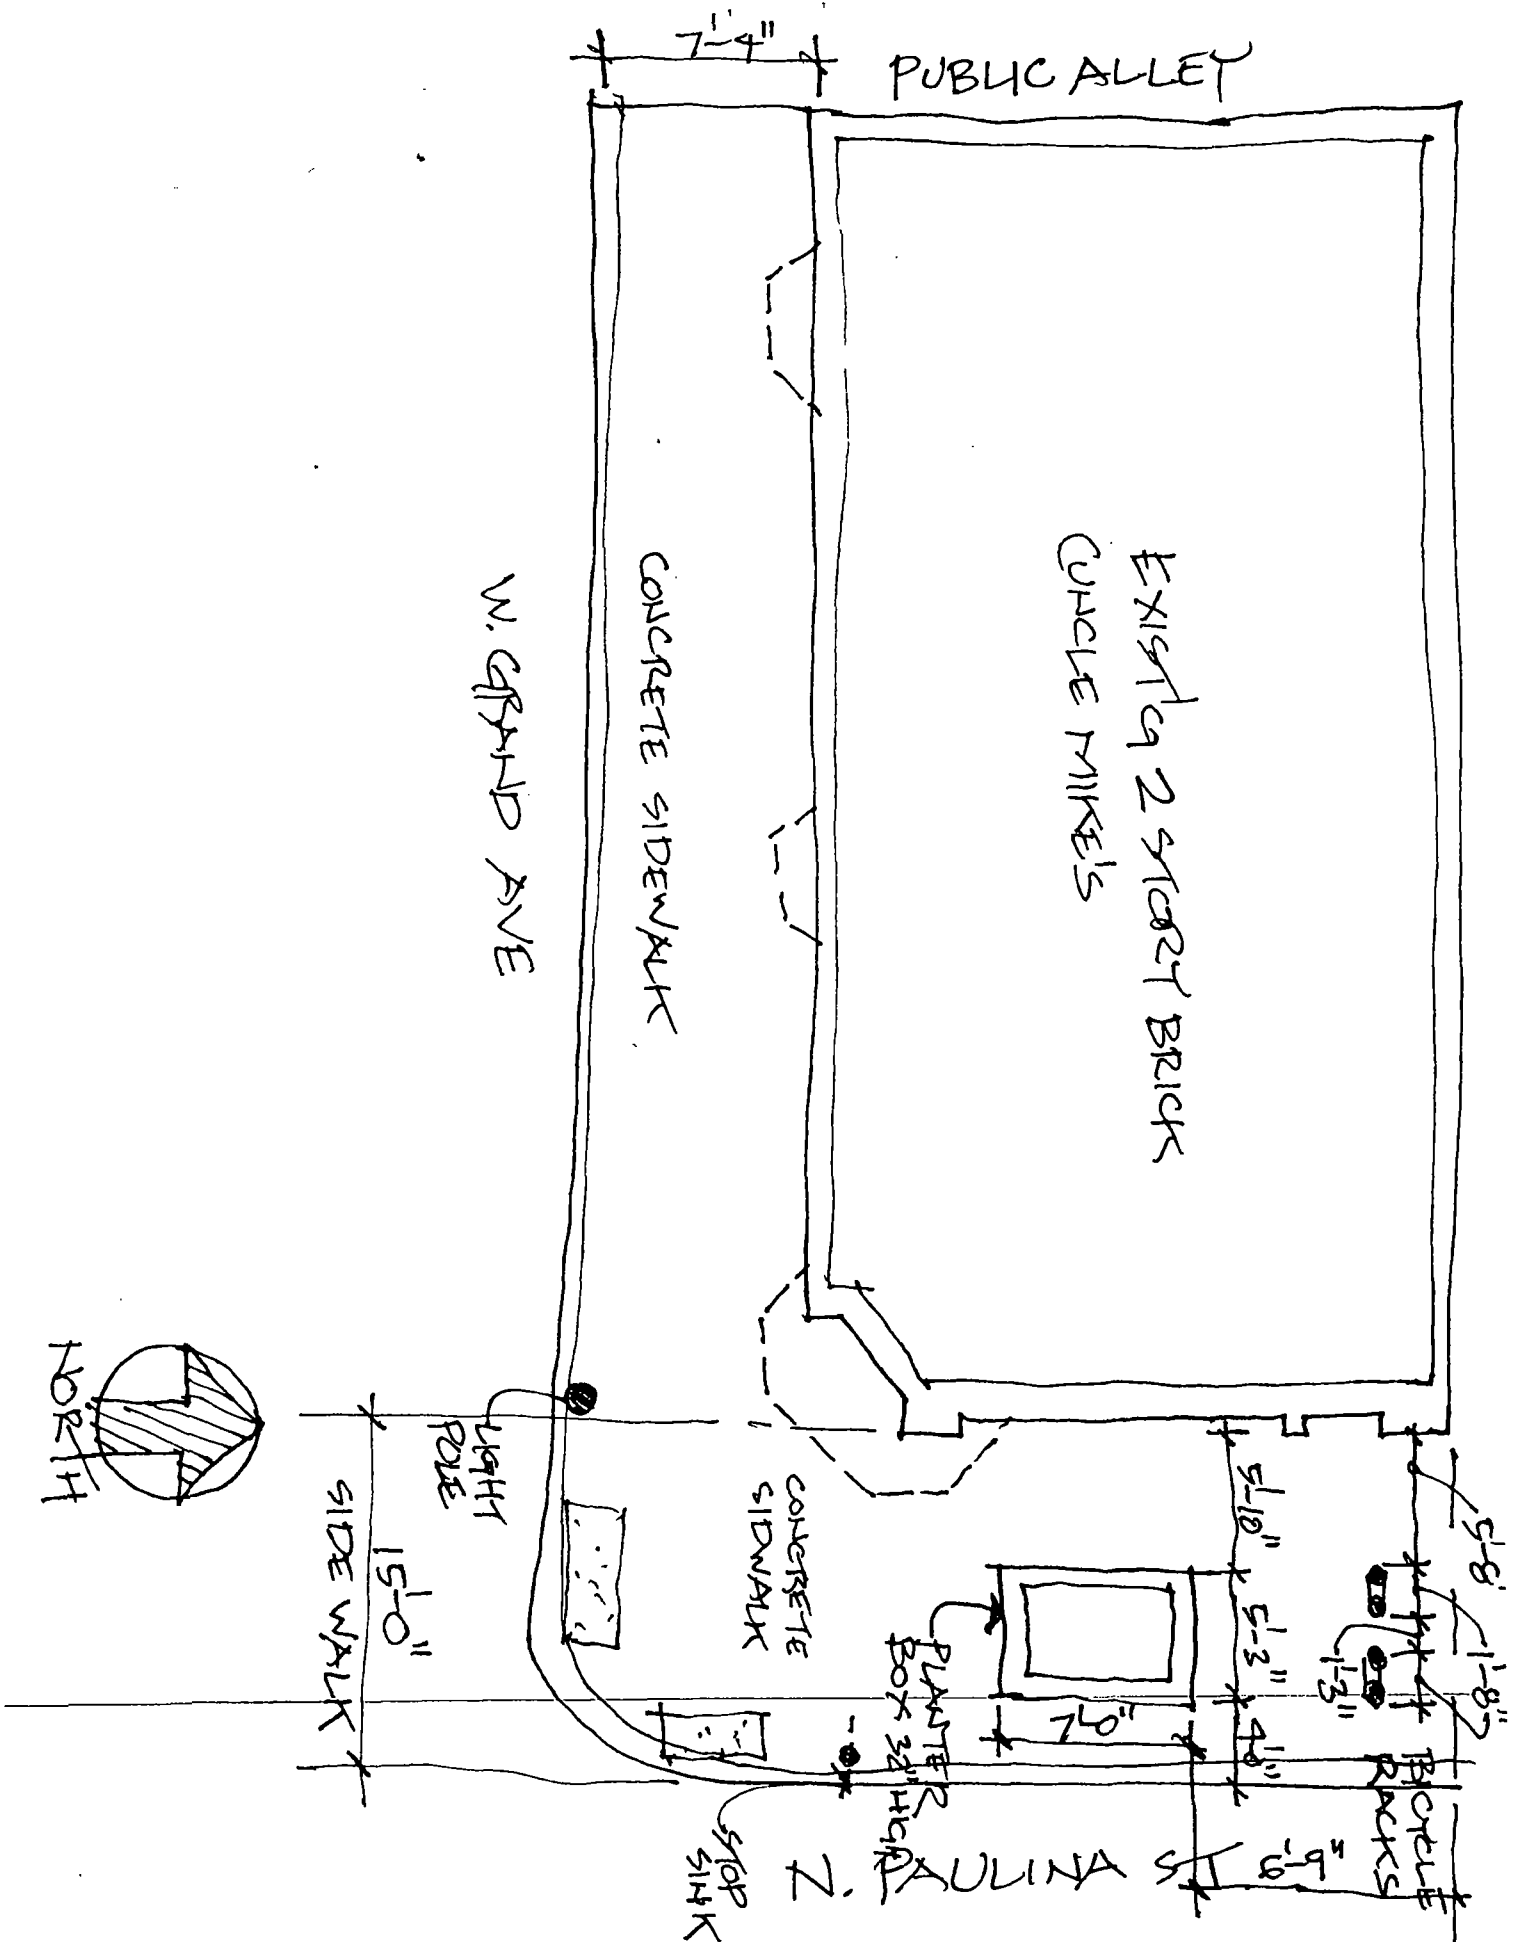 7'-4"
PUBLIC ALLEY
EXIST'G 2 STORY BRICK
CUNCLE MIKE'S
CONCRETE SIDEWALK
W. GRAND AVE
NORTH
LIGHT
POLE
15'-0"
SIDE WALK
CONCRETE
SIDWALK
5'-10"
5'-3"
4'-0"
5'-8'
1'-8"
1'-3"
BICYCLE
RACKS
PLANTER
BOX 32" HIGH
7'-0"
6'-9"
STOP
SINK
N. PAULINA ST